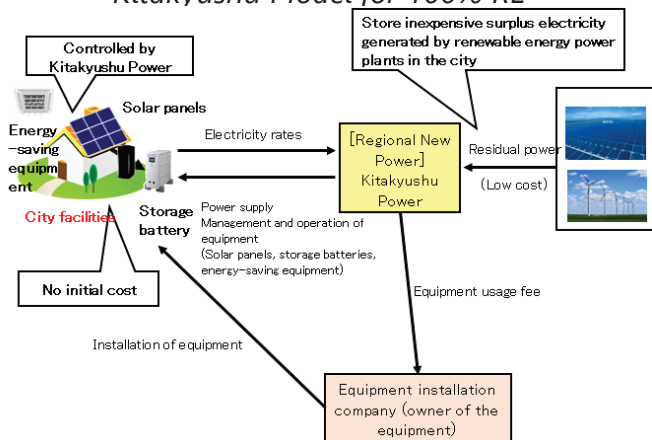 Kitakyushu Model for 100% RE
Controlled by
Kitakyushu Power
Store inexpensive surplus electricity
generated by renewable energy power
plants in the city
Solar panels
Energy
-saving
equipm
ent
City facilities
Storage
battery
No initial cost
Electricity rates
Power supply
Management and operation of
equipment
(Solar panels, storage batteries,
energy-saving equipment)
[Regional New
Power]
Kitakyushu
Power
Residual power
(Low cost)
Equipment usage fee
Installation of equipment
Equipment installation
company (owner of the
equipment)